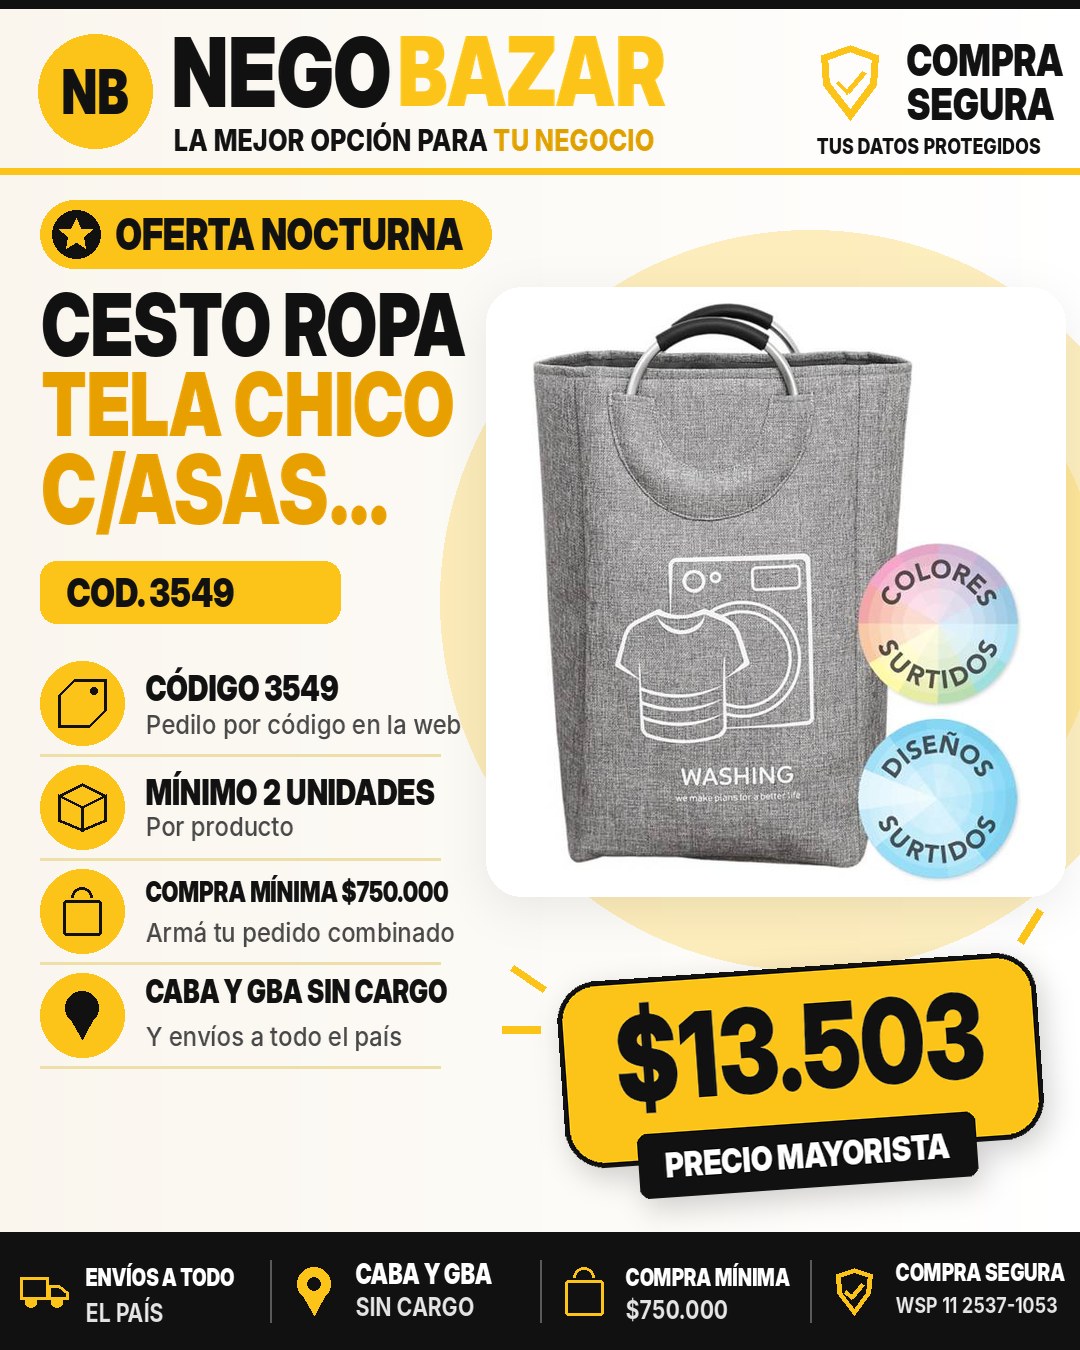 NB
NEGOBAZAR
LA MEJOR OPCIÓN PARA TU NEGOCIO
COMPRA
SEGURA
TUS DATOS PROTEGIDOS
OFERTA NOCTURNA
CESTO ROPA
TELA CHICO
C/ASAS...
COD. 3549
CÓDIGO 3549
Pedilo por código en la web
MÍNIMO 2 UNIDADES
Por producto
COMPRA MÍNIMA $750.000
Armá tu pedido combinado
CABA Y GBA SIN CARGO
Y envíos a todo el país
COLORES
SURTIDOS
WASHING
we make plans for a better life
DISEÑOS
SURTIDOS
$13.503
PRECIO MAYORISTA
ENVÍOS A TODO
EL PAÍS
CABA Y GBA
SIN CARGO
COMPRA MÍNIMA
$750.000
COMPRA SEGURA
WSP 11 2537-1053